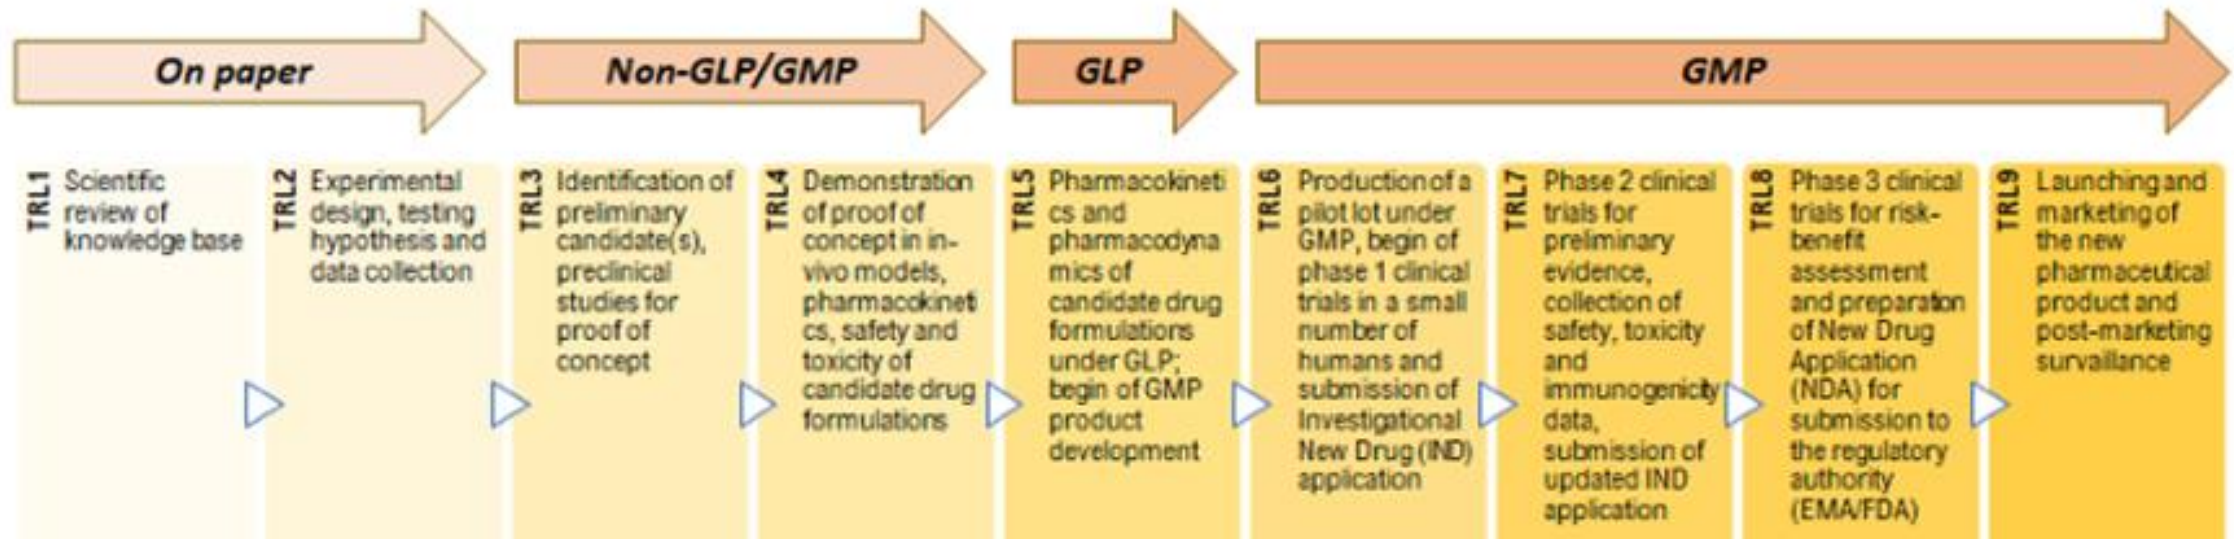 On paper
Non-GLP/GMP
GLP
GMP
TRL1
Scientific
review of
knowledge base
TRL2
Experimental
design, testing
hypothesis and
data collection
TRL3
Identification of
preliminary
candidate(s),
preclinical
studies for
proof of
concept
TRL4
Demonstration
of proof of
concept in in-
vivo models,
pharmacokineti
cs, safety and
toxicity of
candidate drug
formulations
TRL5
Pharmacokineti
cs and
pharmacodyna
mics of
candidate drug
formulations
under GLP;
begin of GMP
product
development
TRL6
Production of a
pilot lot under
GMP, begin of
phase 1 clinical
trials in a small
number of
humans and
submission of
Investigational
New Drug (IND)
application
TRL7
Phase 2 clinical
trials for
preliminary
evidence,
collection of
safety, toxicity
and
immunogenicity
data,
submission of
updated IND
application
TRL8
Phase 3 clinical
trials for risk-
benefit
assessment
and preparation
of New Drug
Application
(NDA) for
submission to
the regulatory
authority
(EMA/FDA)
TRL9
Launching and
marketing of
the new
pharmaceutical
product and
post-marketing
survaillance